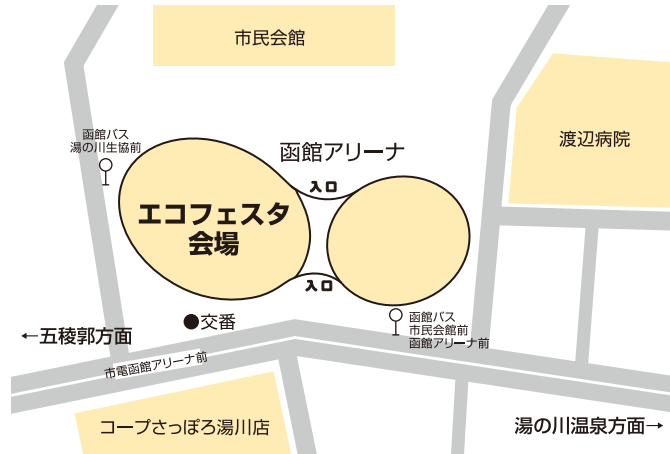 市民会館
渡辺病院
函館バス
湯の川生協前
函館アリーナ
入口
エコフェスタ
会場
入口
函館バス
市民会館前
函館アリーナ前
●交番
←五稜郭方面
市電函館アリーナ前
コープさっぽろ湯川店
湯の川温泉方面→